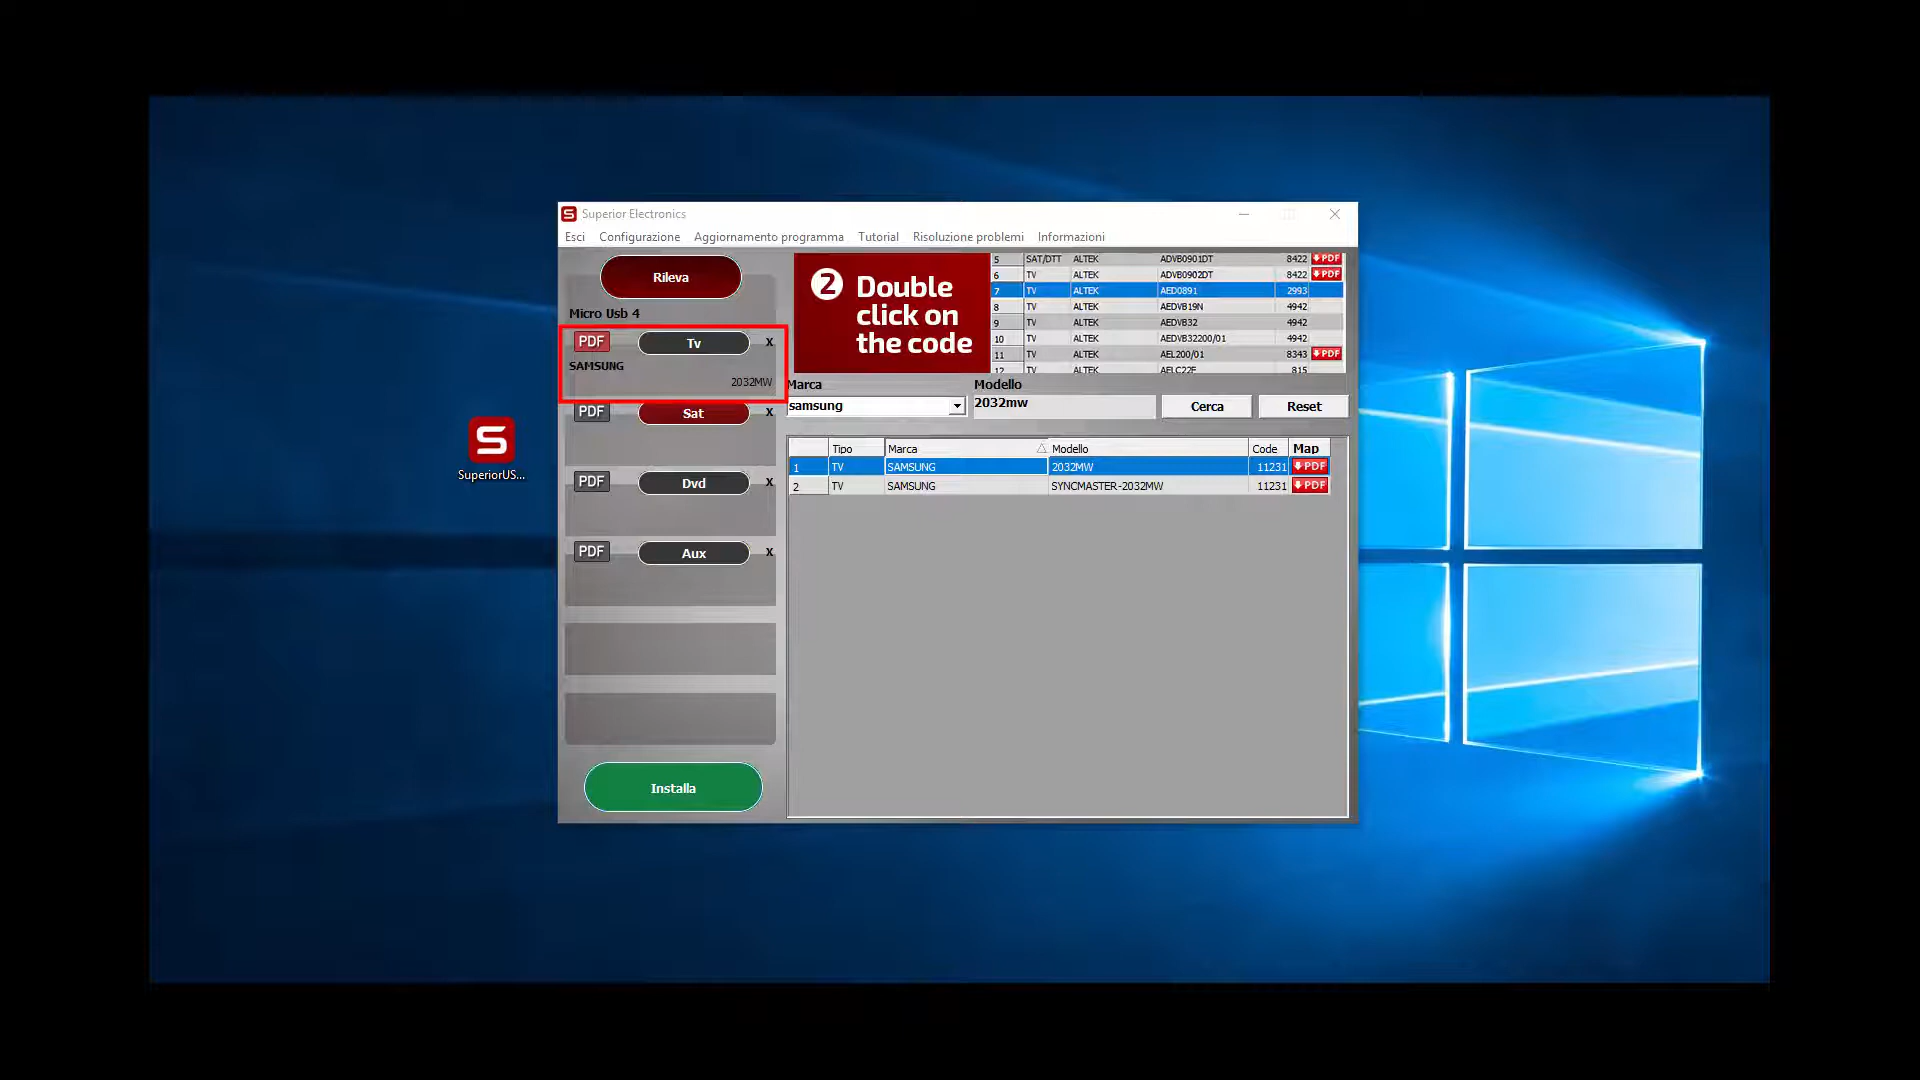 Superior Electronics
Esci Configurazione Aggiornamento programma Tutorial Risoluzione problemi Informazioni
Rileva
Micro Usb 4
PDF Tv x
SAMSUNG
2032MW
PDF Sat x
PDF Dvd x
PDF Aux x
Installa
2 Double
click on
the code
5 SAT/DTT ALTEK ADVB0901DT 8422 PDF
6 TV ALTEK ADVB0902DT 8422 PDF
7 TV ALTEK AED0891 2993
8 TV ALTEK AEDVB19N 4942
9 TV ALTEK AEDVB32 4942
10 TV ALTEK AEDVB32200/01 4942
11 TV ALTEK AEL200/01 8343 PDF
12 TV ALTEK AELC22F 815
Marca Modello
samsung 2032mw Cerca Reset
Tipo Marca Modello Code Map
1 TV SAMSUNG 2032MW 11231 PDF
2 TV SAMSUNG SYNCMASTER-2032MW 11231 PDF
S
SuperiorUS...